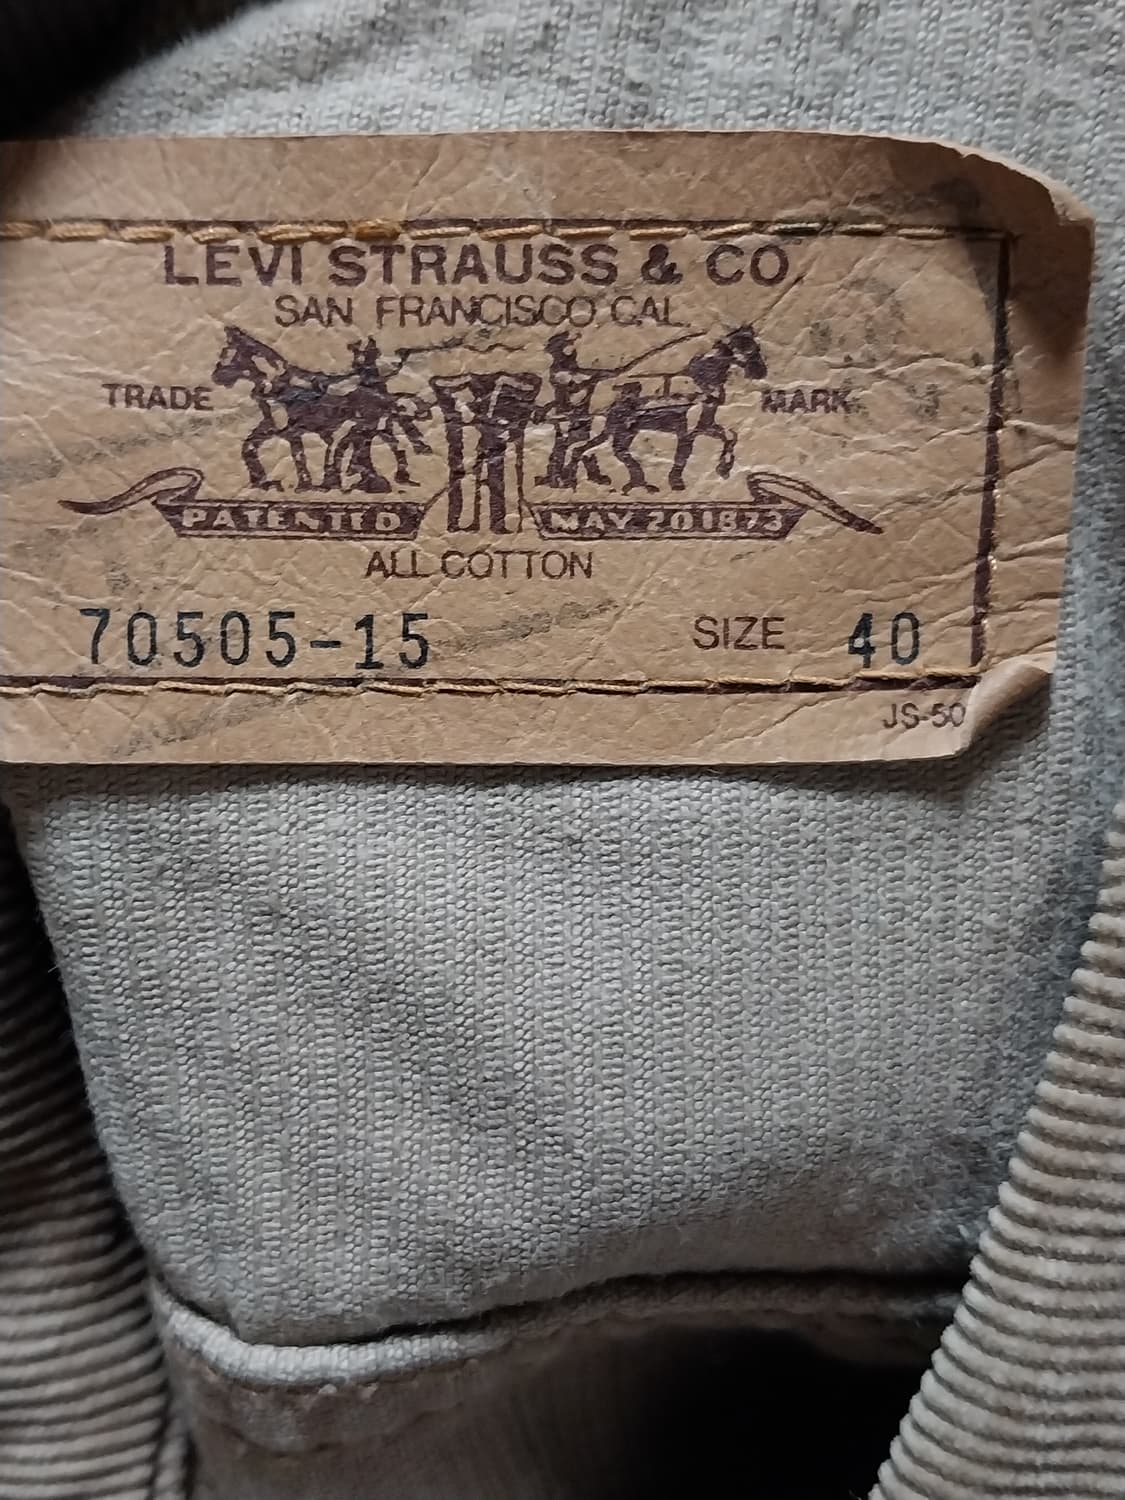 LEVI STRAUSS & CO.
SAN FRANCISCO, CAL.
TRADE MARK
PATENTED MAY 20 1873
ALL COTTON
70505-15 SIZE 40
JS-50